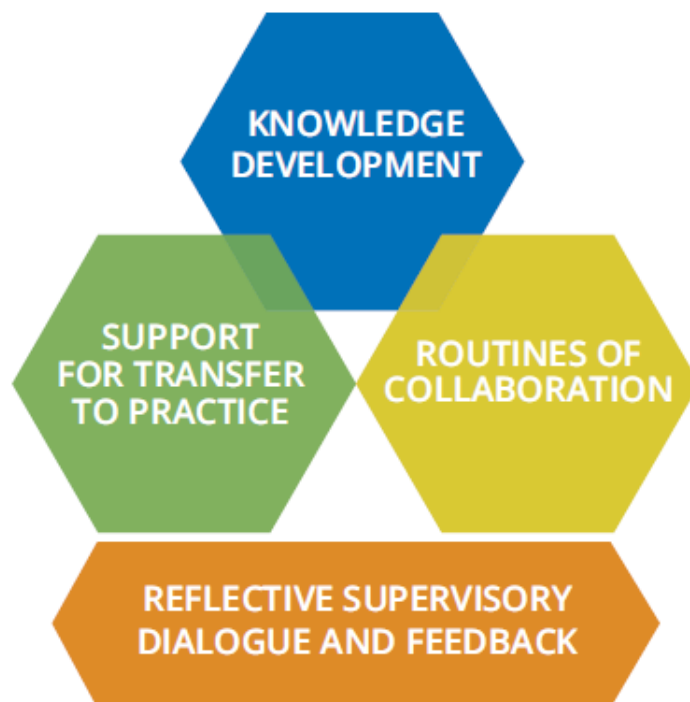 KNOWLEDGE
DEVELOPMENT
SUPPORT
FOR TRANSFER
TO PRACTICE
ROUTINES OF
COLLABORATION
REFLECTIVE SUPERVISORY
DIALOGUE AND FEEDBACK